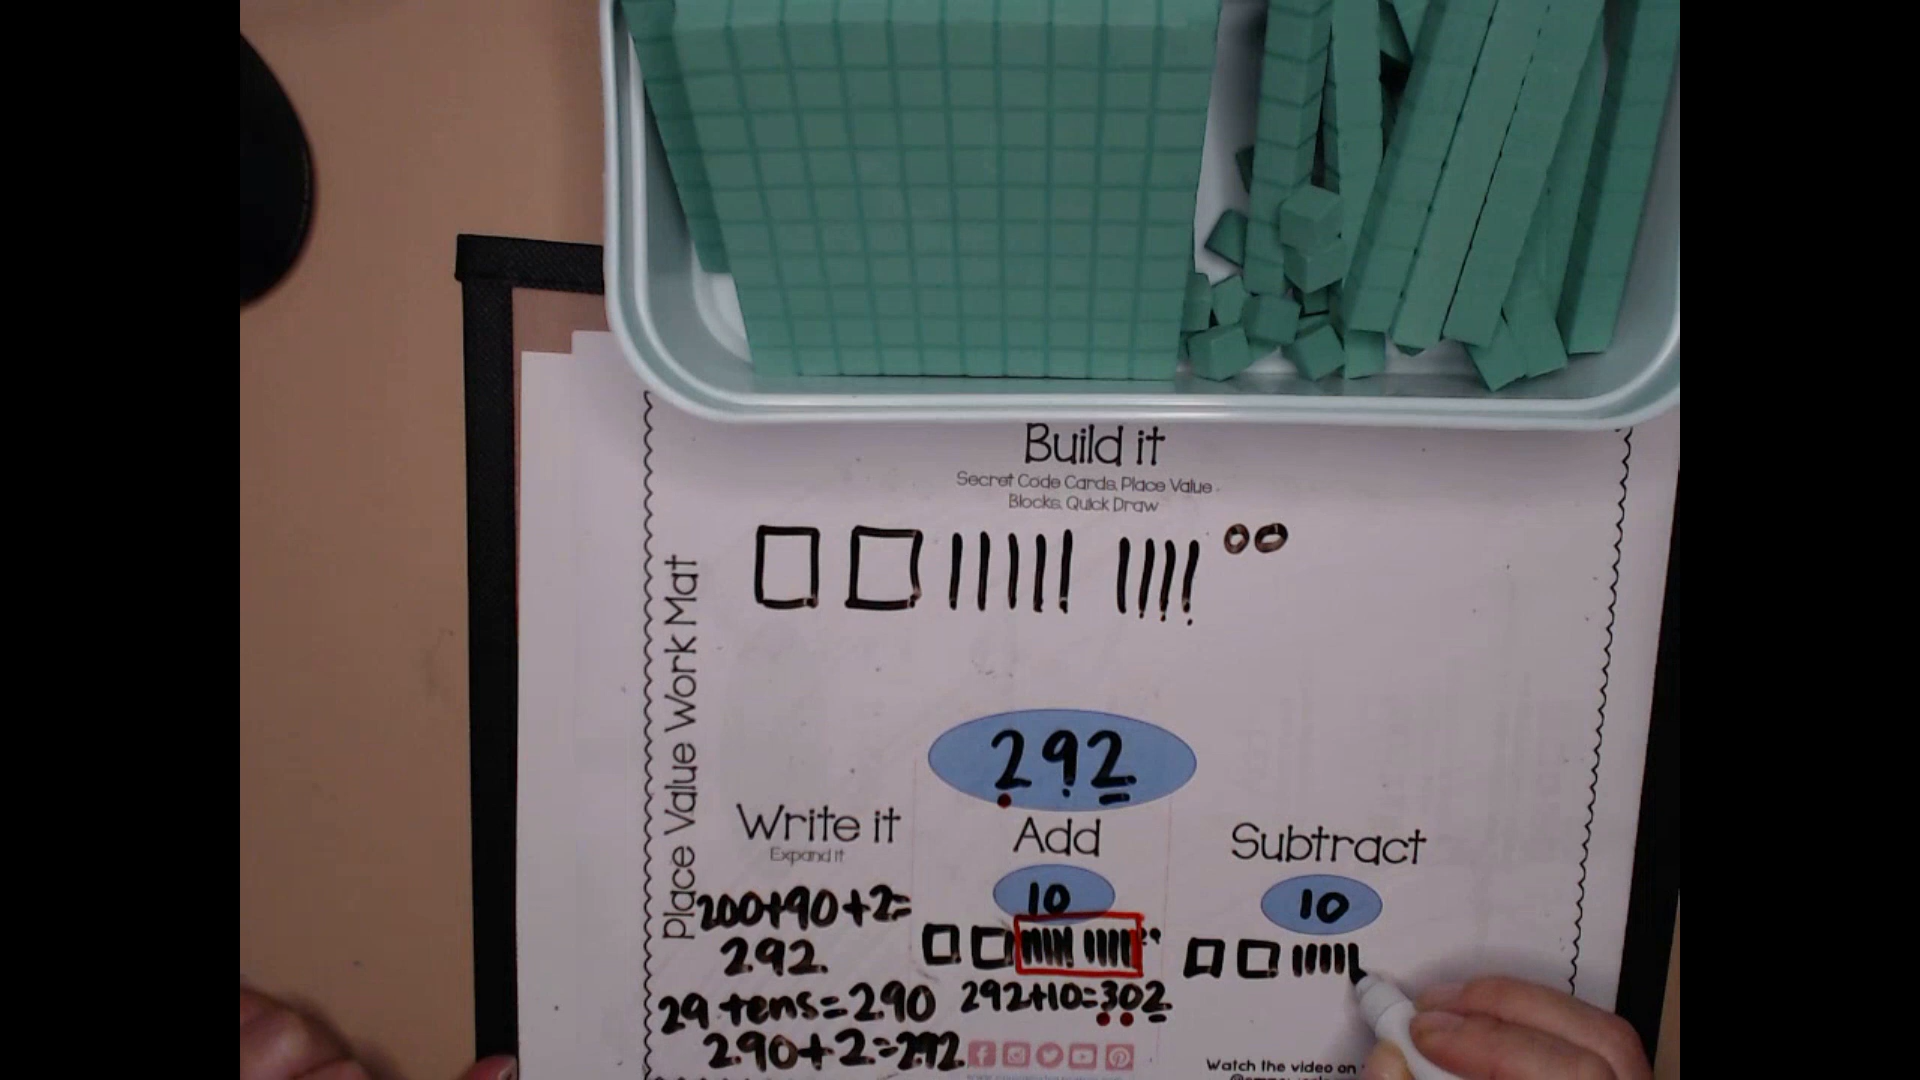 Build it
Secret Code Cards, Place Value
Blocks, Quick Draw
Place Value Work Mat
292
Write it
Expand it
200+90+2=
292
29 tens=290
290+2=292
Add
10
292+10=302
Subtract
10
Watch the video on